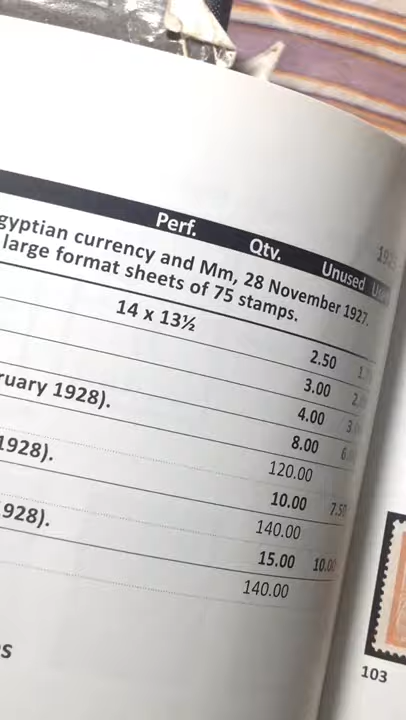 Perf. Qty. Unused
gyptian currency and Mm, 28 November 1927.
large format sheets of 75 stamps.
14 x 13½
2.50
3.00
4.00
ruary 1928).
8.00
120.00
1928).
10.00 7.50
140.00
928).
15.00 10.00
140.00
103